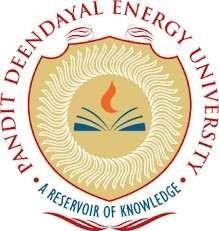 PANDIT DEENDAYAL ENERGY UNIVERSITY
• A RESERVOIR OF KNOWLEDGE •